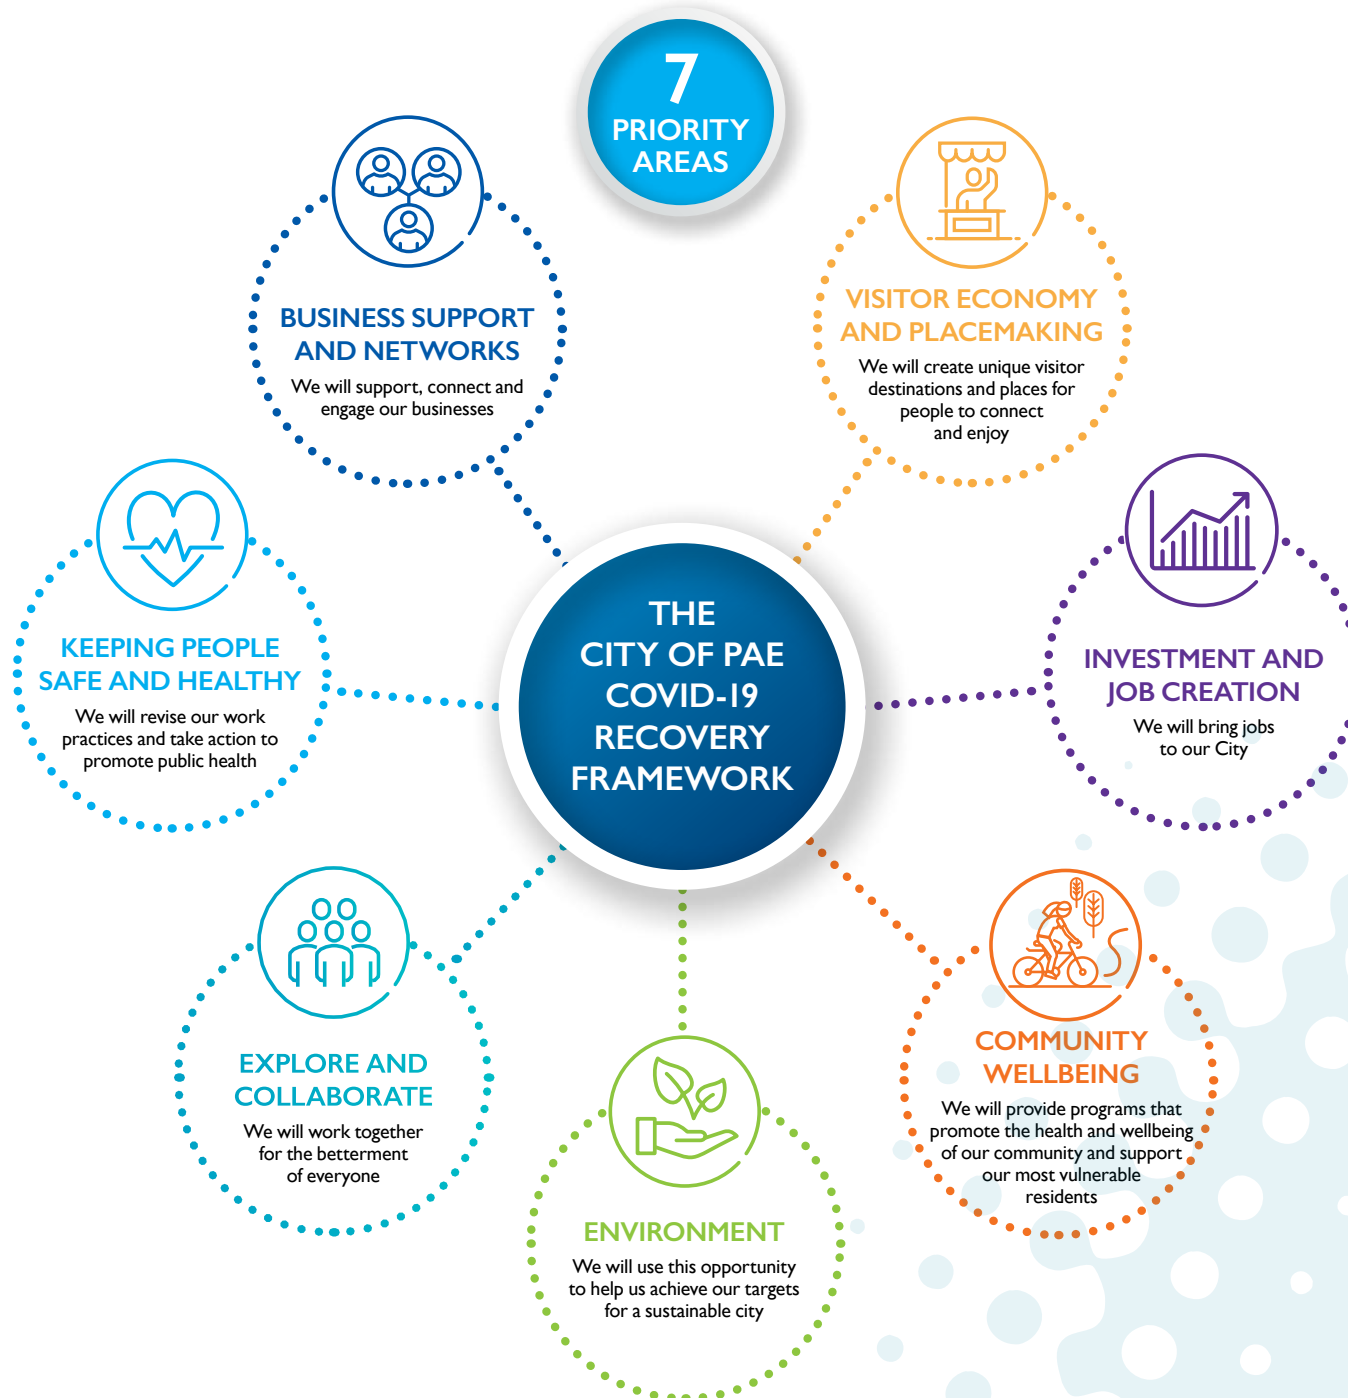 7
PRIORITY
AREAS
BUSINESS SUPPORT
AND NETWORKS
We will support, connect and
engage our businesses
VISITOR ECONOMY
AND PLACEMAKING
We will create unique visitor
destinations and places for
people to connect
and enjoy
KEEPING PEOPLE
SAFE AND HEALTHY
We will revise our work
practices and take action to
promote public health
THE
CITY OF PAE
COVID-19
RECOVERY
FRAMEWORK
INVESTMENT AND
JOB CREATION
We will bring jobs
to our City
EXPLORE AND
COLLABORATE
We will work together
for the betterment
of everyone
COMMUNITY
WELLBEING
We will provide programs that
promote the health and wellbeing
of our community and support
our most vulnerable
residents
ENVIRONMENT
We will use this opportunity
to help us achieve our targets
for a sustainable city